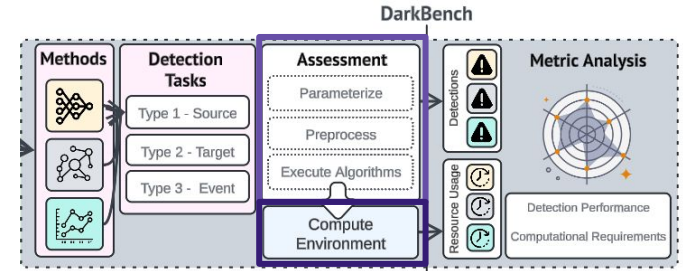 DarkBench
Methods
Detection
Tasks
Type 1 - Source
Type 2 - Target
Type 3 - Event
Assessment
Parameterize
Preprocess
Execute Algorithms
Compute
Environment
Detections
Resource Usage
Metric Analysis
Detection Performance
Computational Requirements